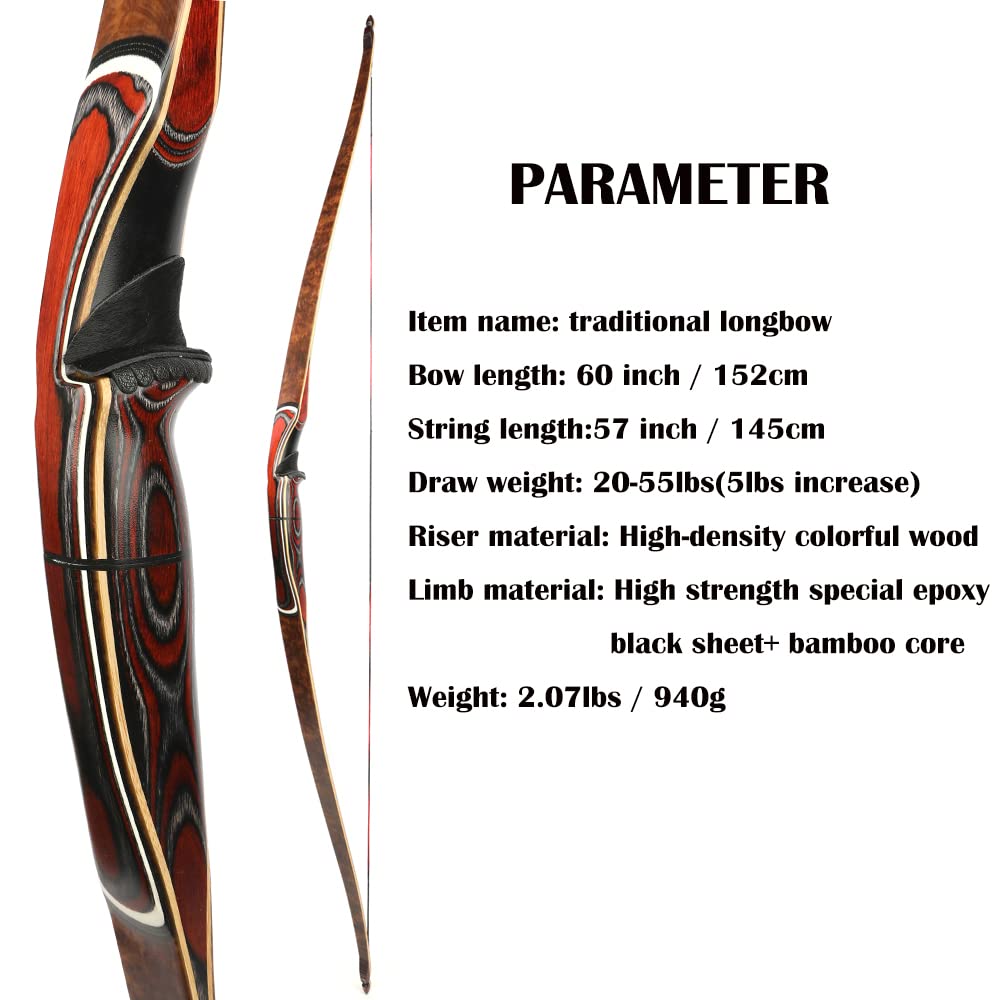 PARAMETER
Item name: traditional longbow
Bow length: 60 inch / 152cm
String length:57 inch / 145cm
Draw weight: 20-55lbs(5lbs increase)
Riser material: High-density colorful wood
Limb material: High strength special epoxy
black sheet+ bamboo core
Weight: 2.07lbs / 940g